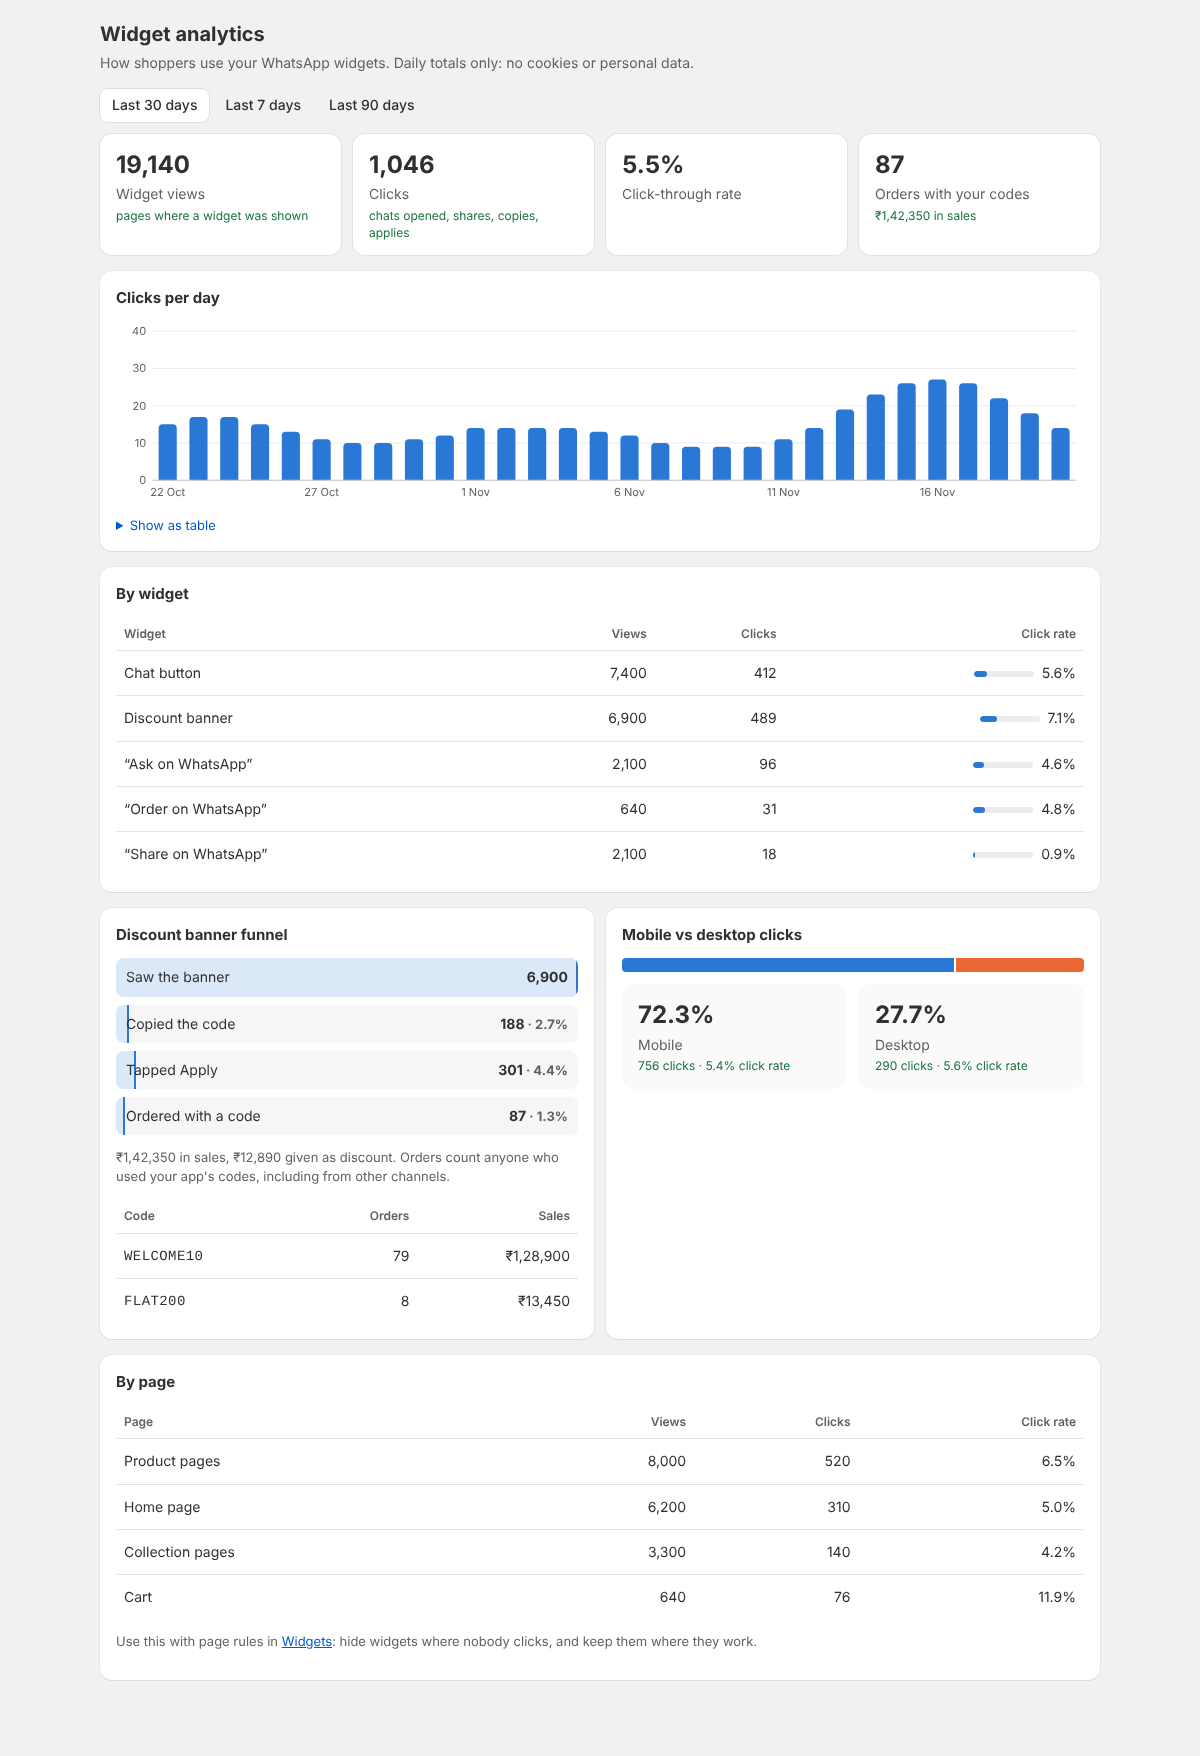 Widget analytics
How shoppers use your WhatsApp widgets. Daily totals only: no cookies or personal data.
Last 30 days Last 7 days Last 90 days
19,140
Widget views
pages where a widget was shown
1,046
Clicks
chats opened, shares, copies,
applies
5.5%
Click-through rate
87
Orders with your codes
₹1,42,350 in sales
Clicks per day
40
30
20
10
0
22 Oct 27 Oct 1 Nov 6 Nov 11 Nov 16 Nov
Show as table
By widget
Widget Views Clicks Click rate
Chat button 7,400 412 5.6%
Discount banner 6,900 489 7.1%
“Ask on WhatsApp” 2,100 96 4.6%
“Order on WhatsApp” 640 31 4.8%
“Share on WhatsApp” 2,100 18 0.9%
Discount banner funnel
Saw the banner 6,900
Copied the code 188 · 2.7%
Tapped Apply 301 · 4.4%
Ordered with a code 87 · 1.3%
₹1,42,350 in sales, ₹12,890 given as discount. Orders count anyone who
used your app's codes, including from other channels.
Code Orders Sales
WELCOME10 79 ₹1,28,900
FLAT200 8 ₹13,450
Mobile vs desktop clicks
72.3%
Mobile
756 clicks · 5.4% click rate
27.7%
Desktop
290 clicks · 5.6% click rate
By page
Page Views Clicks Click rate
Product pages 8,000 520 6.5%
Home page 6,200 310 5.0%
Collection pages 3,300 140 4.2%
Cart 640 76 11.9%
Use this with page rules in Widgets: hide widgets where nobody clicks, and keep them where they work.